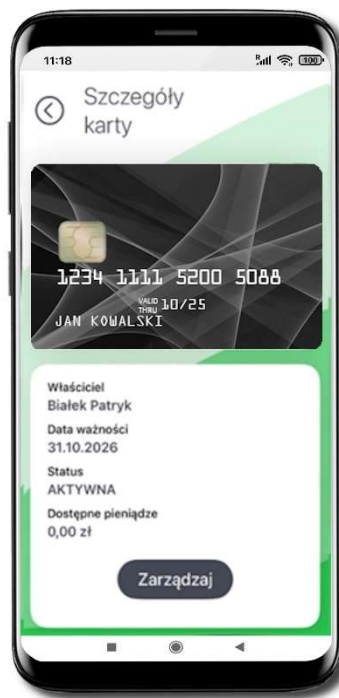 11:18
R
100
Szczegóły
karty
1234 1111 5200 5088
VALID
THRU 10/25
JAN KOWALSKI
Właściciel
Białek Patryk
Data ważności
31.10.2026
Status
AKTYWNA
Dostępne pieniądze
0,00 zł
Zarządzaj